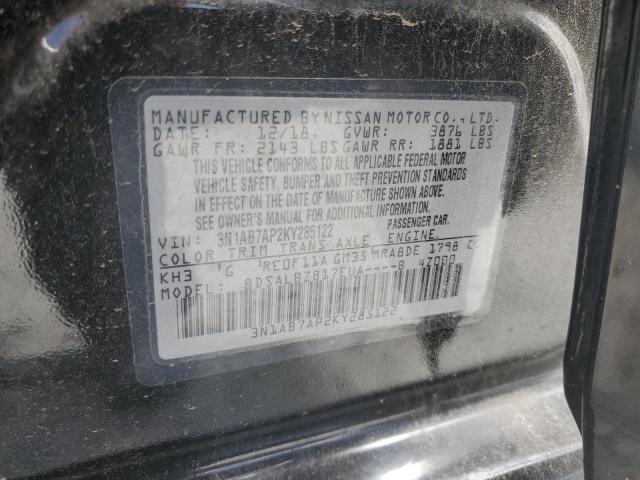 MANUFACTURED BY NISSAN MOTOR CO., LTD.
DATE: 12/18. GVWR: 3876 LBS
GAWR FR: 2143 LBS GAWR RR: 1881 LBS
THIS VEHICLE CONFORMS TO ALL APPLICABLE FEDERAL MOTOR
VEHICLE SAFETY, BUMPER AND THEFT PREVENTION STANDARDS
IN EFFECT ON THE DATE OF MANUFACTURE SHOWN ABOVE.
SEE OWNER'S MANUAL FOR ADDITIONAL INFORMATION.
VIN: 3N1AB7AP2KY285122 PASSENGER CAR.
COLOR TRIM TRANS AXLE ENGINE.
KH3 G RE0F11A GM35 MRA8DE 1798 CC
MODEL: BDSALBZB17EUA----B 47000
3N1AB7AP2KY285122